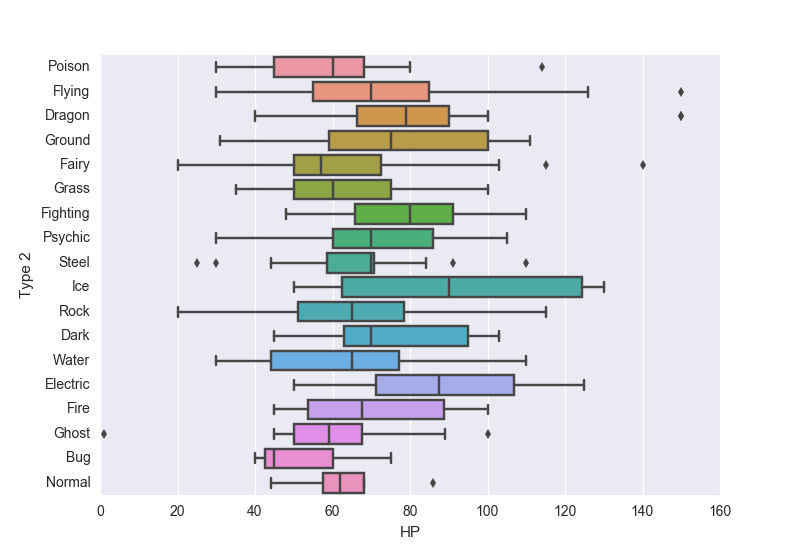 Poison
Flying
Dragon
Ground
Fairy
Grass
Fighting
Psychic
Steel
Ice
Rock
Dark
Water
Electric
Fire
Ghost
Bug
Normal
Type 2
0 20 40 60 80 100 120 140 160
HP